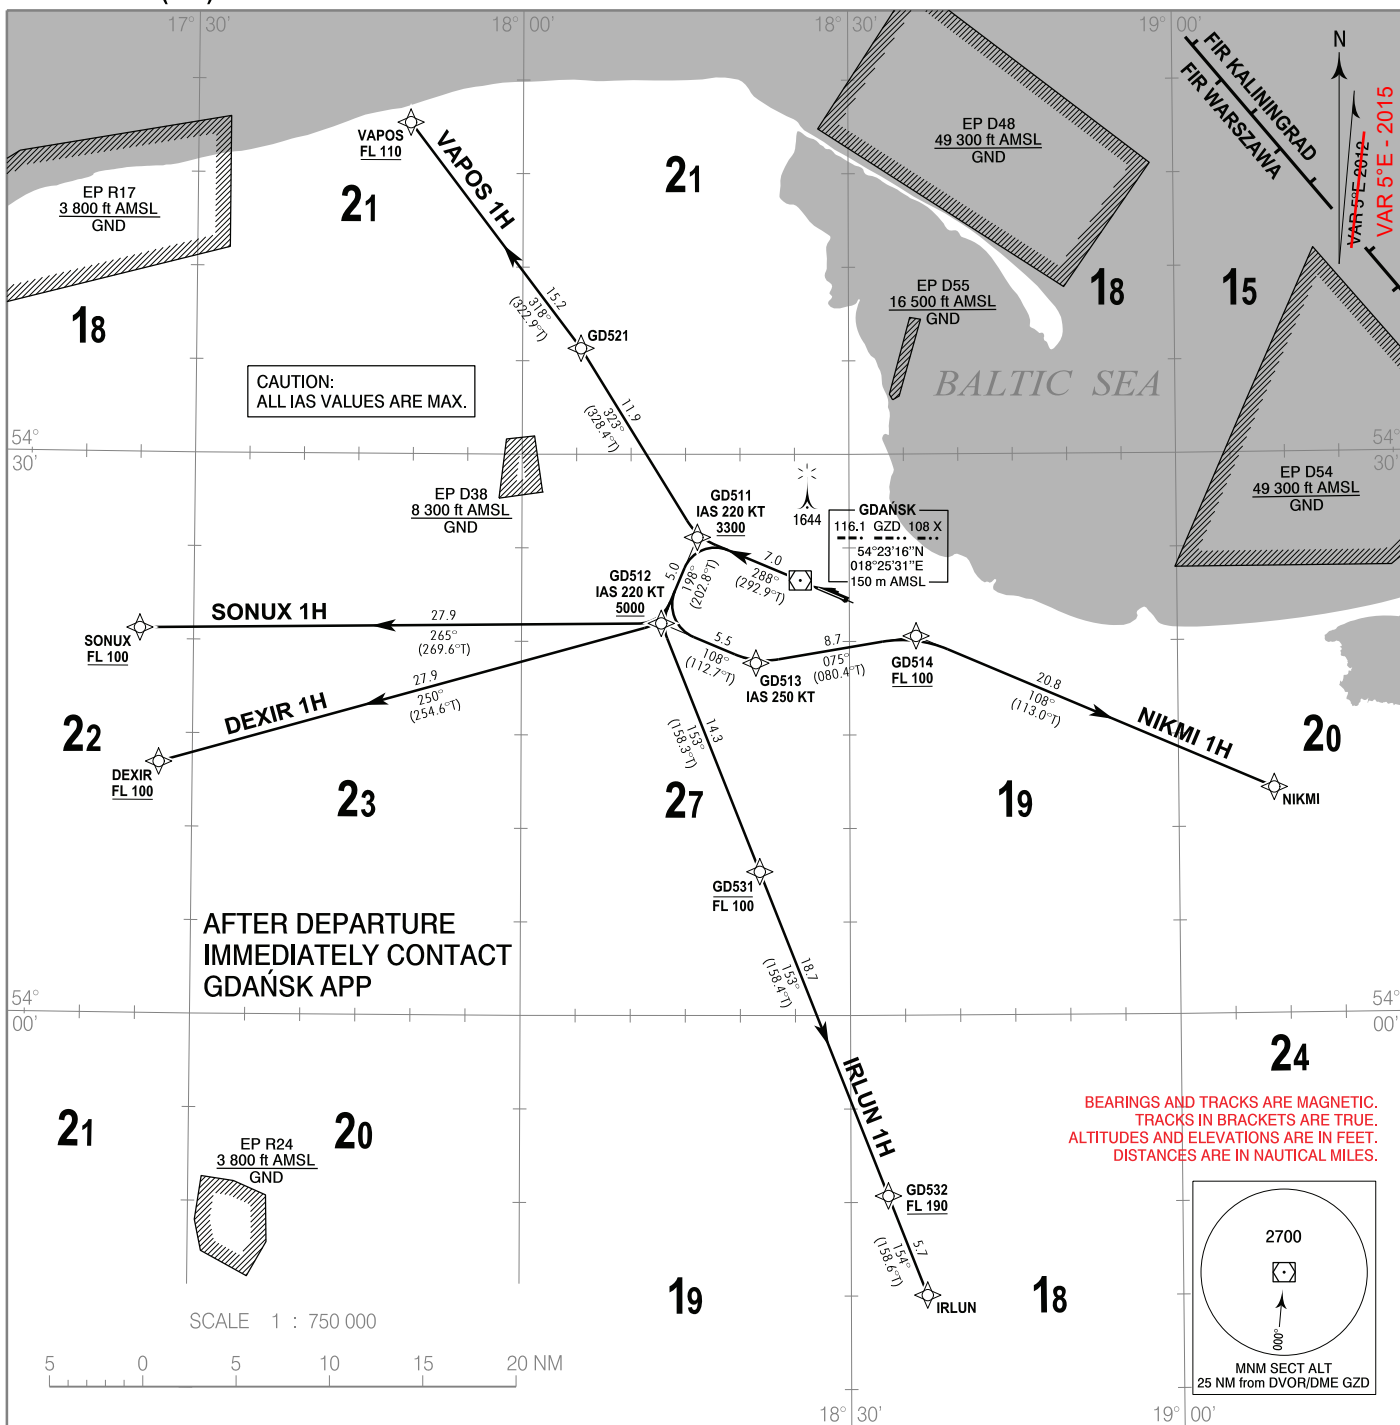 17° 30'
18° 00'
18° 30'
19° 00'
FIR KALININGRAD
FIR WARSZAWA
N
VAR 5°E 2012
VAR 5°E - 2015
VAPOS
FL 110
VAPOS 1H
EP D48
49 300 ft AMSL
GND
EP R17
3 800 ft AMSL
GND
21
21
18
18
15
EP D55
16 500 ft AMSL
GND
15.2
318°
(322.9°T)
GD521
CAUTION:
ALL IAS VALUES ARE MAX.
BALTIC SEA
11.9
323°
(328.4°T)
54°
30'
54°
30'
EP D38
8 300 ft AMSL
GND
EP D54
49 300 ft AMSL
GND
GD511
IAS 220 KT
3300
1644
GDAŃSK
116.1 GZD 108 X
54°23'16"N
018°25'31"E
150 m AMSL
7.0
288°
(292.9°T)
5.0
198°
(202.8°T)
GD512
IAS 220 KT
5000
SONUX 1H
27.9
265°
(269.6°T)
SONUX
FL 100
5.5
108°
(112.7°T)
GD513
IAS 250 KT
8.7
075°
(080.4°T)
GD514
FL 100
27.9
250°
(254.6°T)
DEXIR 1H
DEXIR
FL 100
20.8
108°
(113.0°T)
NIKMI 1H
NIKMI
14.3
153°
(158.3°T)
22
23
27
19
20
GD531
FL 100
AFTER DEPARTURE
IMMEDIATELY CONTACT
GDAŃSK APP
18.7
153°
(158.4°T)
54°
00'
54°
00'
24
IRLUN 1H
BEARINGS AND TRACKS ARE MAGNETIC.
TRACKS IN BRACKETS ARE TRUE.
ALTITUDES AND ELEVATIONS ARE IN FEET.
DISTANCES ARE IN NAUTICAL MILES.
21
20
EP R24
3 800 ft AMSL
GND
GD532
FL 190
5.7
154°
(158.6°T)
IRLUN
19
18
2700
000°
MNM SECT ALT
25 NM from DVOR/DME GZD
SCALE 1 : 750 000
5 0 5 10 15 20 NM
18° 30'
19° 00'